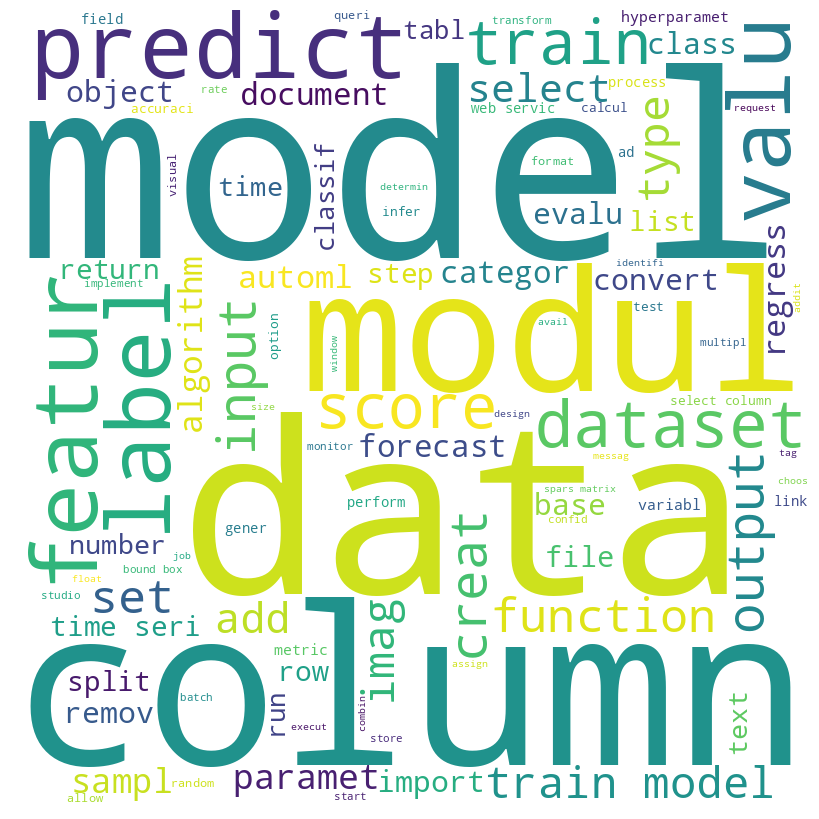 field
queri
transform
hyperparamet
predict
tabl
train
class
valu
object
rate
document
select
process
accuraci
web servic
calcul
request
model
visual
time
classif
determin
infer
format
evalu
ad
type
list
return
implement
automl
step
categor
identifi
convert
regress
addit
featur
label
algorithm
input
option
window
modul
avail
test
multipl
size
score
design
select column
dataset
monitor
forecast
messag
tag
data
choos
number
gener
perform
spars matrix
base
confid
variabl
link
output
bound box
job
float
studio
file
set
add
imag
creat
function
time seri
metric
row
assign
column
split
remov
batch
run
execut
combin
store
text
sampl
random
allow
paramet
start
import
train model